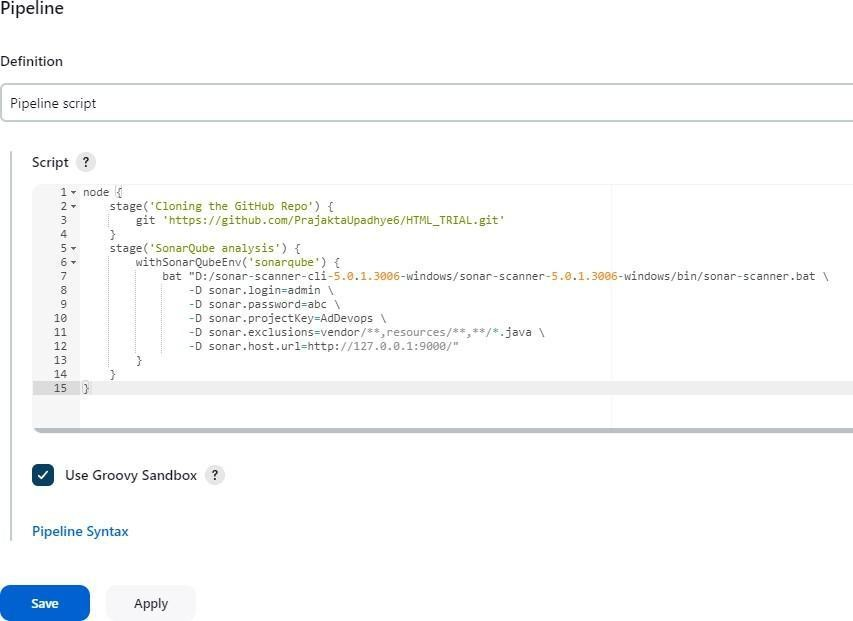 Pipeline
Definition
Pipeline script
Script ?
1 node {
2 stage('Cloning the GitHub Repo') {
3 git 'https://github.com/PrajaktaUpadhye6/HTML_TRIAL.git'
4 }
5 stage('SonarQube analysis') {
6 withSonarQubeEnv('sonarqube') {
7 bat "D:/sonar-scanner-cli-5.0.1.3006-windows/sonar-scanner-5.0.1.3006-windows/bin/sonar-scanner.bat \
8 -D sonar.login=admin \
9 -D sonar.password=abc \
10 -D sonar.projectKey=AdDevops \
11 -D sonar.exclusions=vendor/**,resources/**,**/*.java \
12 -D sonar.host.url=http://127.0.0.1:9000/"
13 }
14 }
15 }
Use Groovy Sandbox ?
Pipeline Syntax
Save Apply